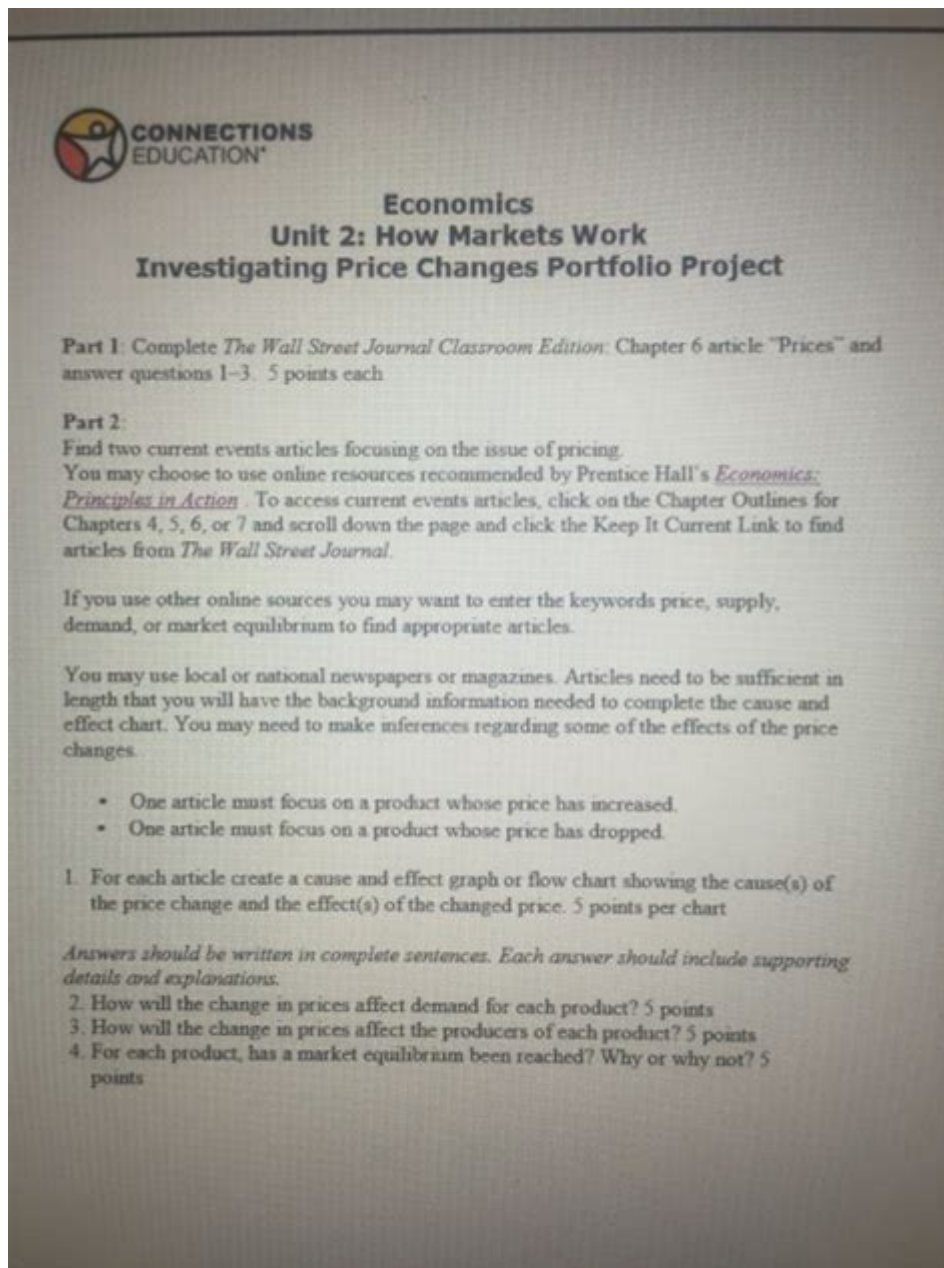 CONNECTIONS
EDUCATION
Economics
Unit 2: How Markets Work
Investigating Price Changes Portfolio Project
Part 1: Complete The Wall Street Journal Classroom Edition: Chapter 6 article "Prices" and
answer questions 1–3. 5 points each
Part 2:
Find two current events articles focusing on the issue of pricing.
You may choose to use online resources recommended by Prentice Hall's Economics:
Principles in Action . To access current events articles, click on the Chapter Outlines for
Chapters 4, 5, 6, or 7 and scroll down the page and click the Keep It Current Link to find
articles from The Wall Street Journal.
If you use other online sources you may want to enter the keywords price, supply,
demand, or market equilibrium to find appropriate articles.
You may use local or national newspapers or magazines. Articles need to be sufficient in
length that you will have the background information needed to complete the cause and
effect chart. You may need to make inferences regarding some of the effects of the price
changes.
• One article must focus on a product whose price has increased.
• One article must focus on a product whose price has dropped.
1. For each article create a cause and effect graph or flow chart showing the cause(s) of
the price change and the effect(s) of the changed price. 5 points per chart
Answers should be written in complete sentences. Each answer should include supporting
details and explanations.
2. How will the change in prices affect demand for each product? 5 points
3. How will the change in prices affect the producers of each product? 5 points
4. For each product, has a market equilibrium been reached? Why or why not? 5
points